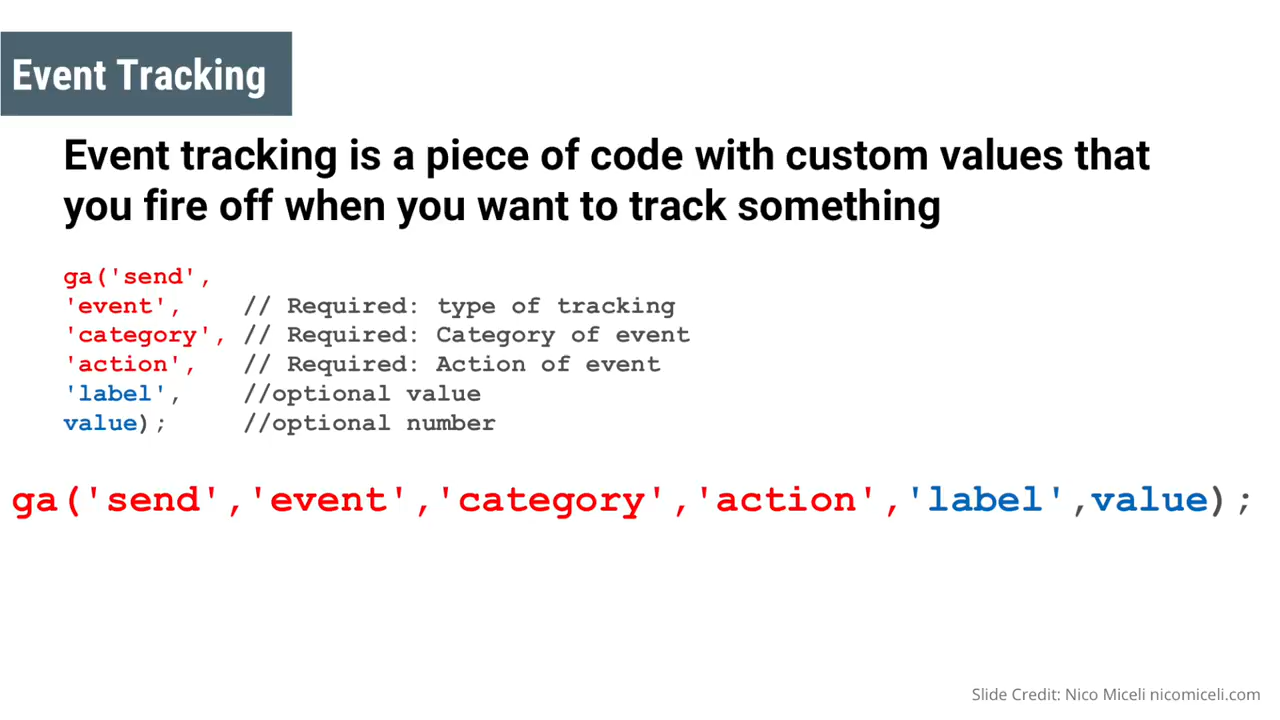 Event Tracking
Event tracking is a piece of code with custom values that
you fire off when you want to track something
ga('send',
'event', // Required: type of tracking
'category', // Required: Category of event
'action', // Required: Action of event
'label', //optional value
value); //optional number
ga('send','event','category','action','label',value);
Slide Credit: Nico Miceli nicomiceli.com